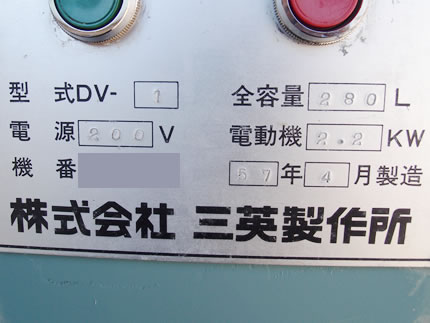 型 式DV- 1 全容量 280 L
電 源 200 V 電動機 2.2 KW
機 番 57 年 4 月製造
株式会社 三英製作所